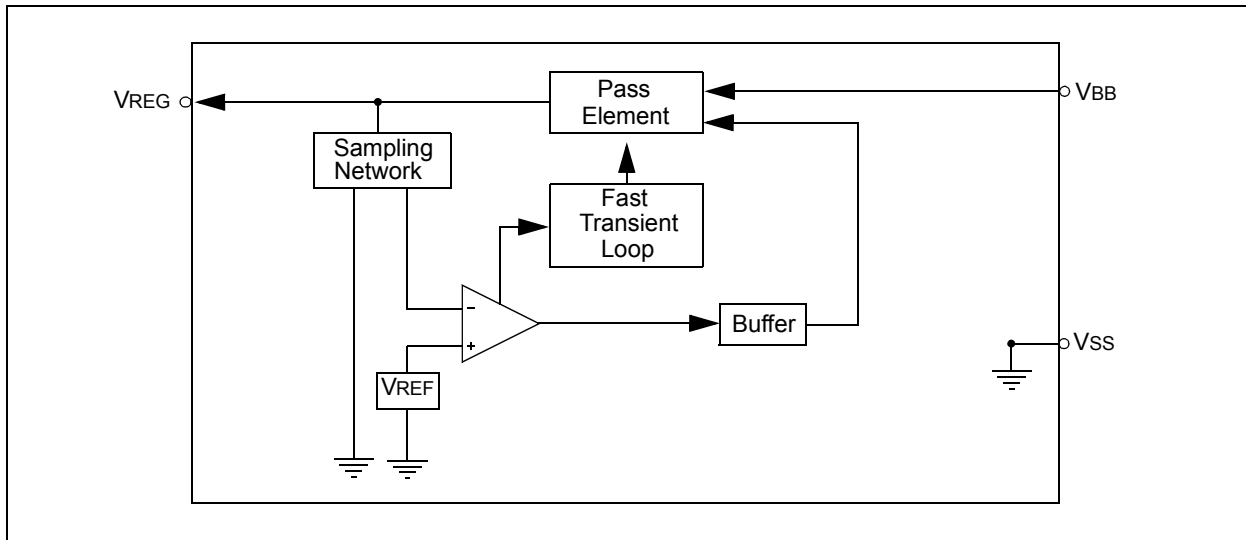 VREG
Pass
Element
VBB
Sampling
Network
Fast
Transient
Loop
-
Buffer
+
VSS
VREF